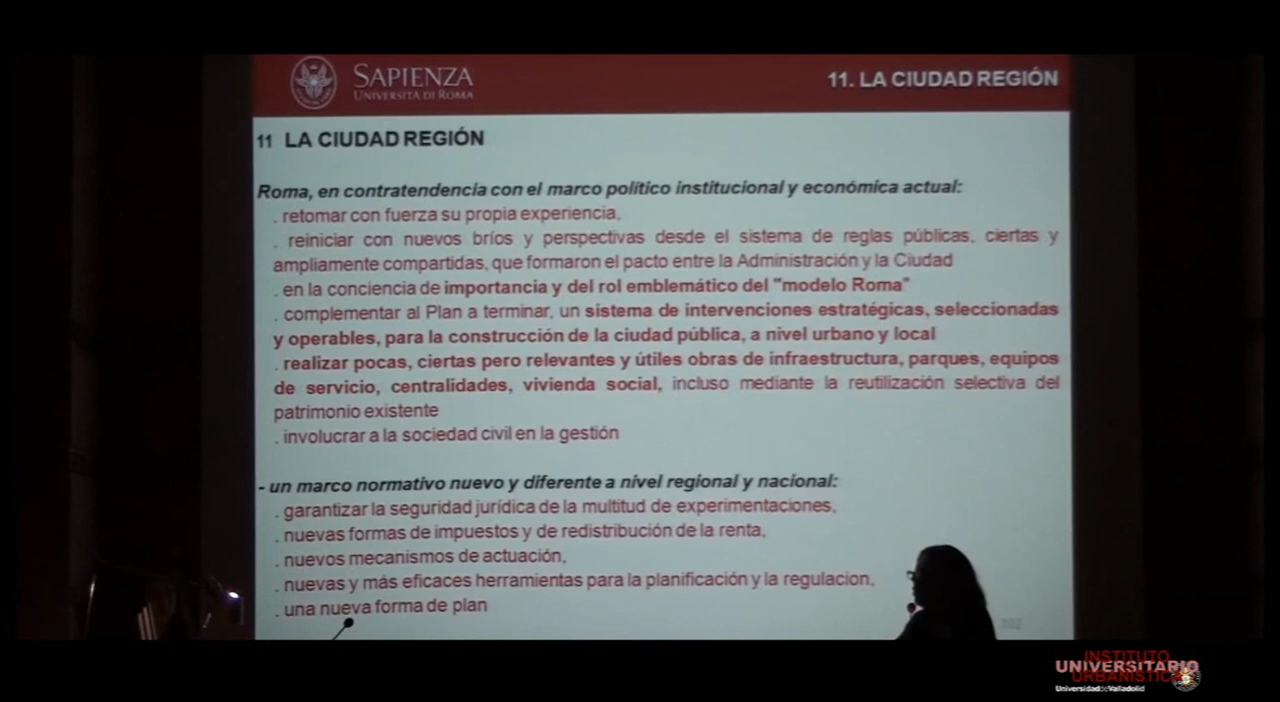 SAPIENZA
UNIVERSITÀ DI ROMA
11. LA CIUDAD REGIÓN
11 LA CIUDAD REGIÓN
Roma, en contratendencia con el marco político institucional y económica actual:
. retomar con fuerza su propia experiencia,
. reiniciar con nuevos bríos y perspectivas desde el sistema de reglas públicas, ciertas y
ampliamente compartidas, que formaron el pacto entre la Administración y la Ciudad
. en la conciencia de importancia y del rol emblemático del "modelo Roma"
. complementar al Plan a terminar, un sistema de intervenciones estratégicas, seleccionadas
y operables, para la construcción de la ciudad pública, a nivel urbano y local
. realizar pocas, ciertas pero relevantes y útiles obras de infraestructura, parques, equipos
de servicio, centralidades, vivienda social, incluso mediante la reutilización selectiva del
patrimonio existente
. involucrar a la sociedad civil en la gestión
- un marco normativo nuevo y diferente a nivel regional y nacional:
. garantizar la seguridad jurídica de la multitud de experimentaciones,
. nuevas formas de impuestos y de redistribución de la renta,
. nuevos mecanismos de actuación,
. nuevas y más eficaces herramientas para la planificación y la regulacion,
. una nueva forma de plan
102
INSTITUTO
UNIVERSITARIO
URBANÍSTICA
Universidad de Valladolid